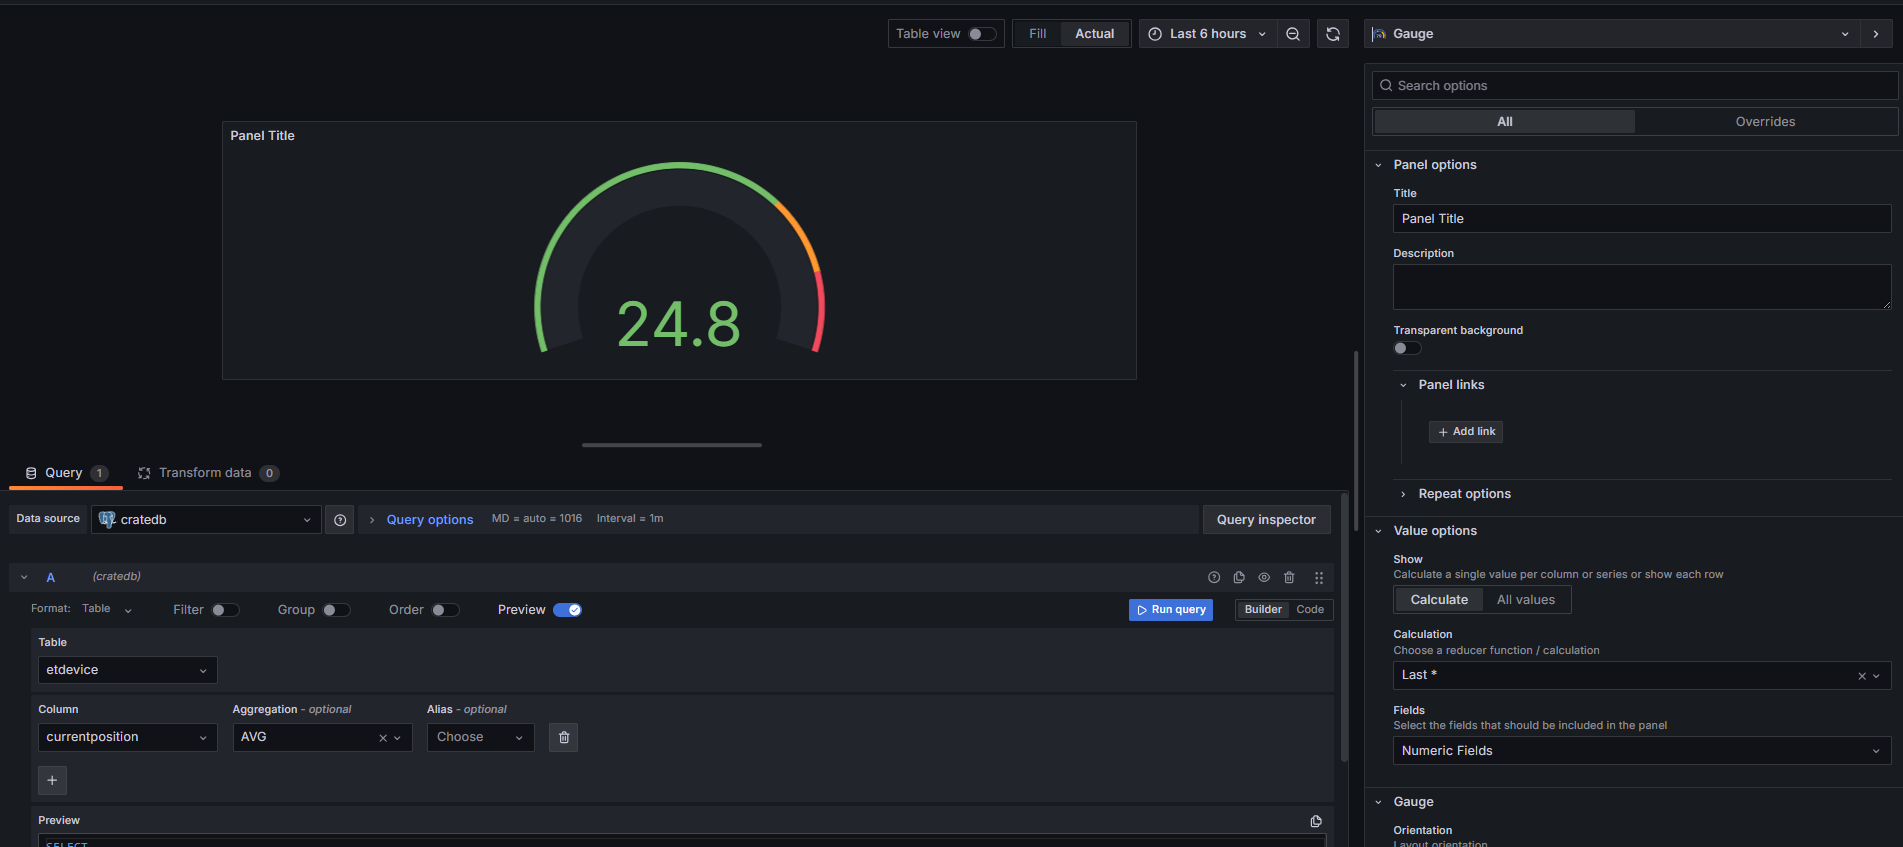 Table view
Fill Actual
Last 6 hours
Gauge
Search options
All Overrides
Panel Title
24.8
Panel options
Title
Panel Title
Description
Transparent background
Panel links
+ Add link
Repeat options
Value options
Show
Calculate a single value per column or series or show each row
Calculate All values
Calculation
Choose a reducer function / calculation
Last *
Fields
Select the fields that should be included in the panel
Numeric Fields
Gauge
Orientation
Layout orientation
Query 1 Transform data 0
Data source cratedb Query options MD = auto = 1016 Interval = 1m Query inspector
A (cratedb)
Format: Table Filter Group Order Preview Run query Builder Code
Table
etdevice
Column Aggregation - optional Alias - optional
currentposition AVG Choose
+
Preview
SELECT